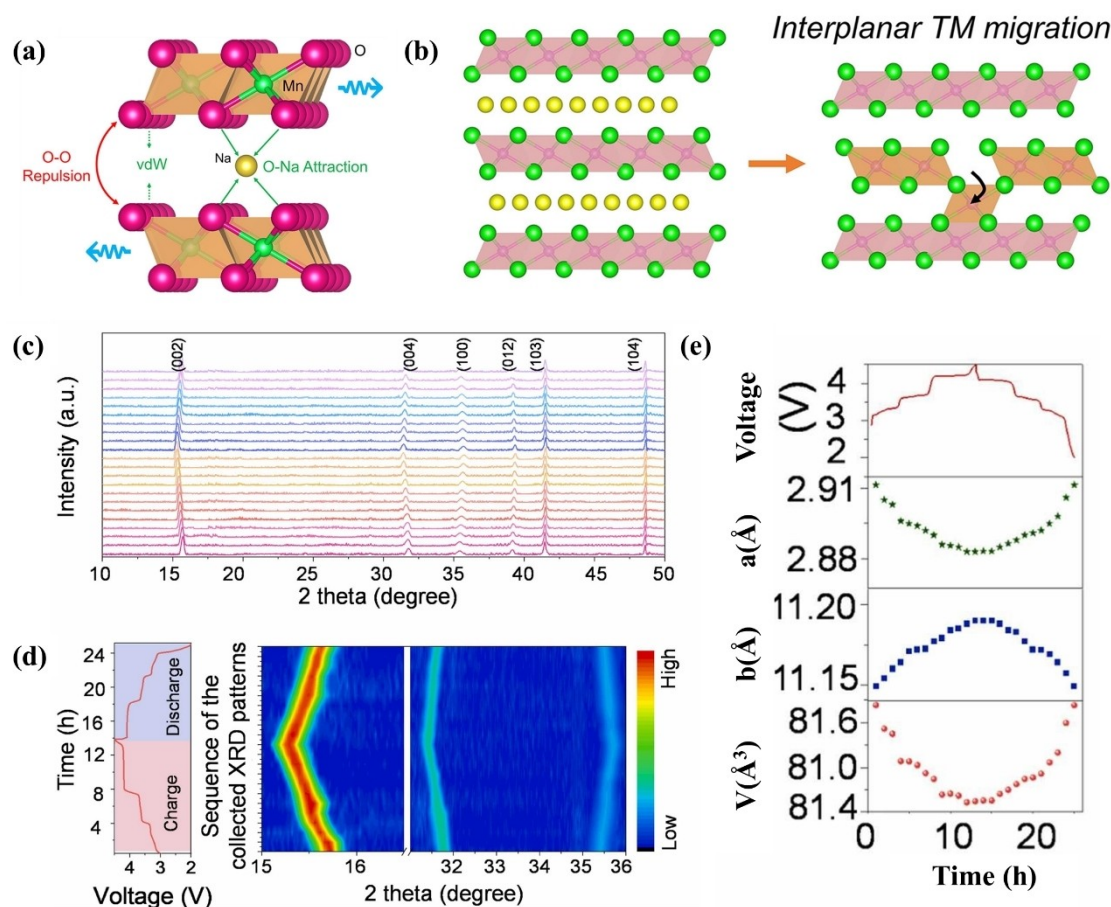 (a)
O
Mn
O-O
Repulsion
vdW
Na
O-Na Attraction
(b)
Interplanar TM migration
(c)
Intensity (a.u.)
(002)
(004)
(100)
(012)
(103)
(104)
10 15 20 25 30 35 40 45 50
2 theta (degree)
(d)
Time (h)
24
20
16
12
8
4
Discharge
Charge
4 3 2
Voltage (V)
Sequence of the
collected XRD patterns
15 16 32 34 35 36
2 theta (degree)
High
Low
(e)
Voltage
(V)
4
3
2
a(Å)
2.91
2.88
b(Å)
11.20
11.15
V(Å³)
81.6
81.0
81.4
0 10 20
Time (h)